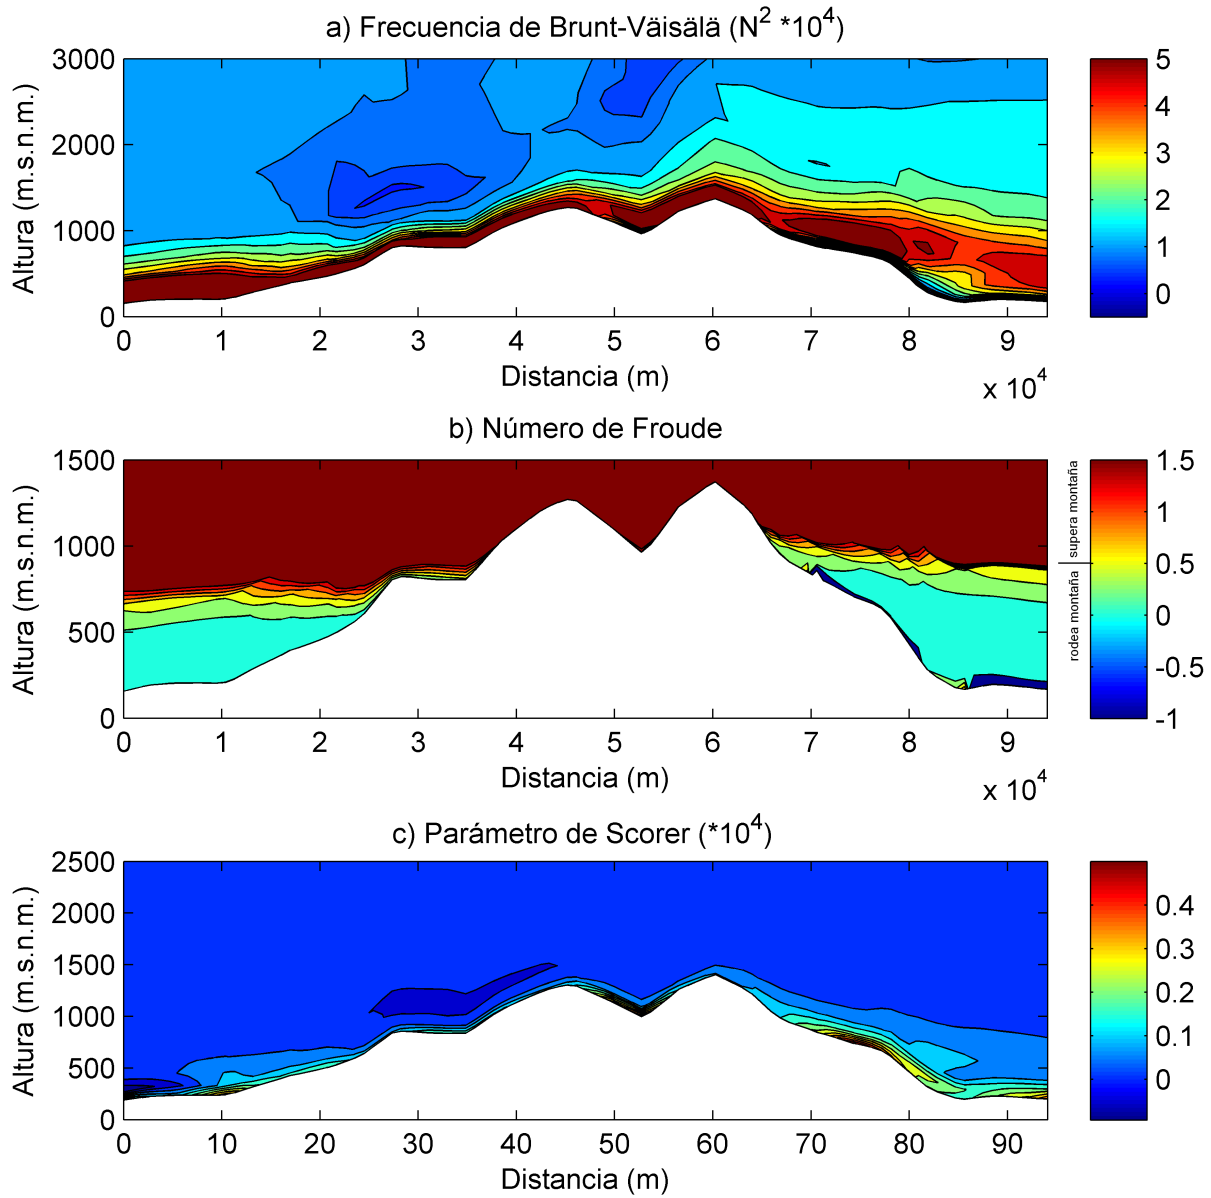 a) Frecuencia de Brunt-Väisälä (N² *10⁴)
Altura (m.s.n.m.)
3000
2000
1000
0
0 1 2 3 4 5 6 7 8 9
x 10⁴
Distancia (m)
5
4
3
2
1
0
b) Número de Froude
Altura (m.s.n.m.)
1500
1000
500
0
0 1 2 3 4 5 6 7 8 9
x 10⁴
Distancia (m)
rodea montaña
supera montaña
1.5
1
0.5
0
-0.5
-1
c) Parámetro de Scorer (*10⁴)
Altura (m.s.n.m.)
2500
2000
1500
1000
500
0
0 10 20 30 40 50 60 70 80 90
Distancia (m)
0.4
0.3
0.2
0.1
0